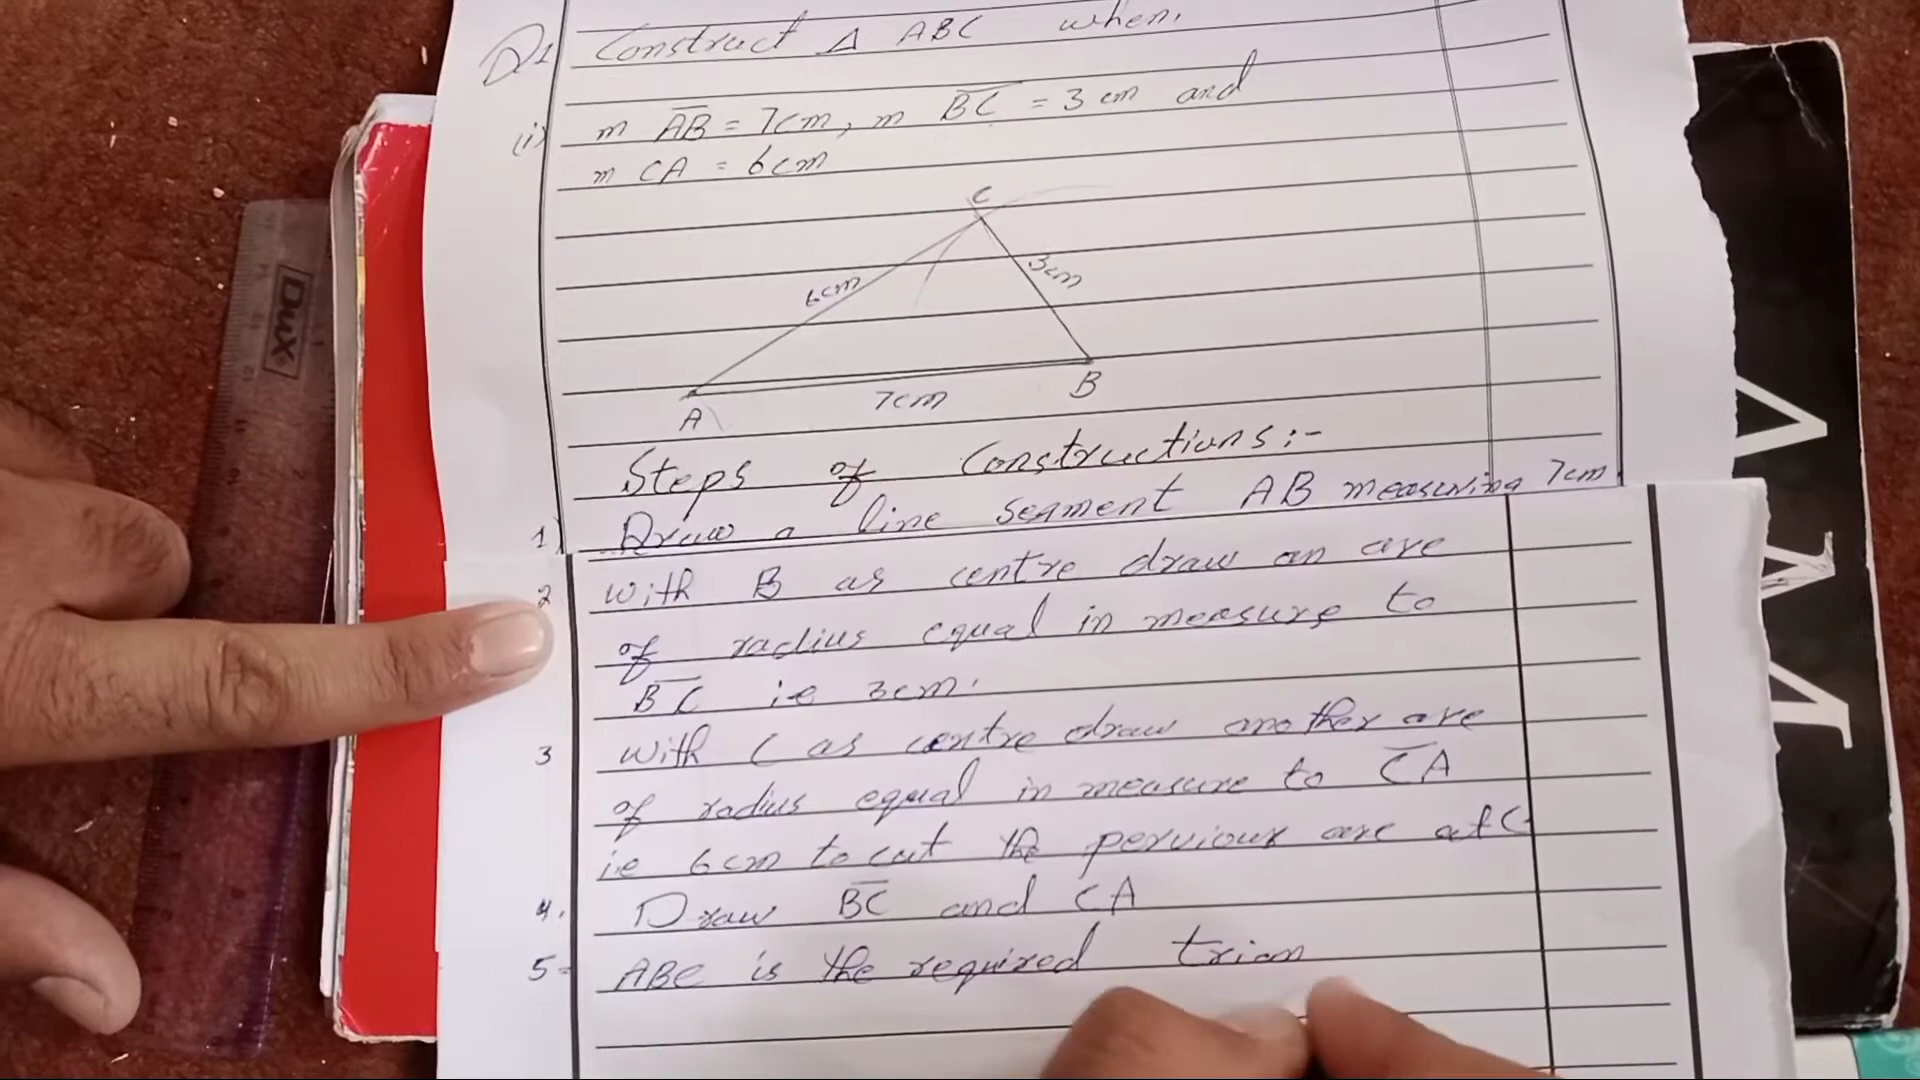 Q1 Construct Δ ABC when,
(i) m AB = 7cm, m BC = 3 cm and
m CA = 6cm
C
6cm
3cm
A
7cm
B
Steps of Constructions:-
1) Draw a line segment AB measuring 7cm
2 with B as centre draw an arc
of radius equal in measure to
BC i.e 3cm.
3 with C as centre draw another arc
of radius equal in measure to CA
i.e 6cm to cut the pervious arc at C
4. Draw BC and CA
5- ABC is the required trian
Dux